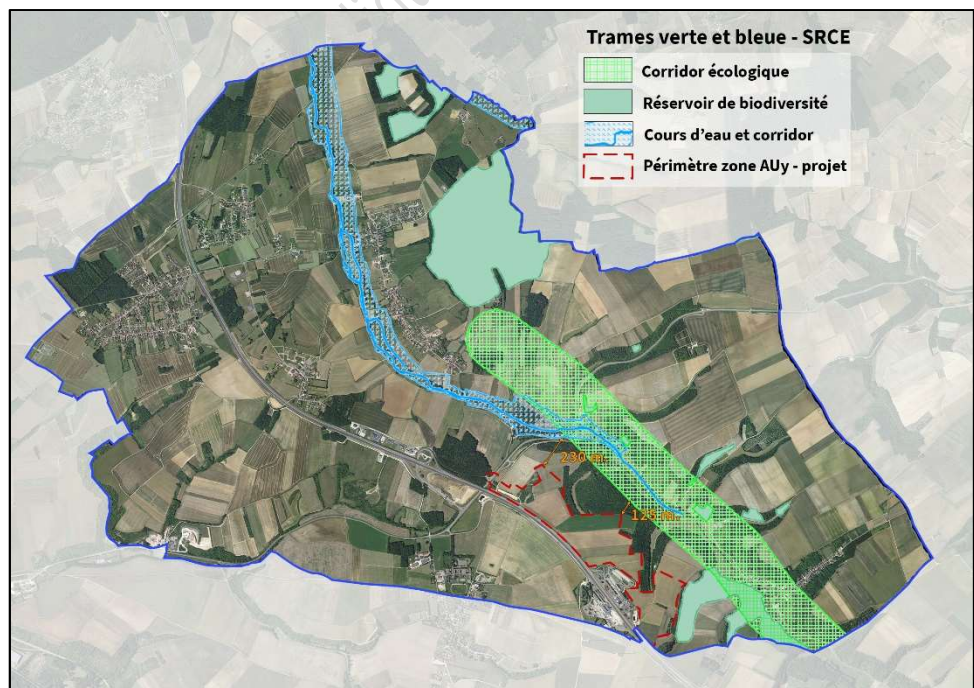 Trames verte et bleue - SRCE
Corridor écologique
Réservoir de biodiversité
Cours d'eau et corridor
Périmètre zone AUy - projet
230 m.